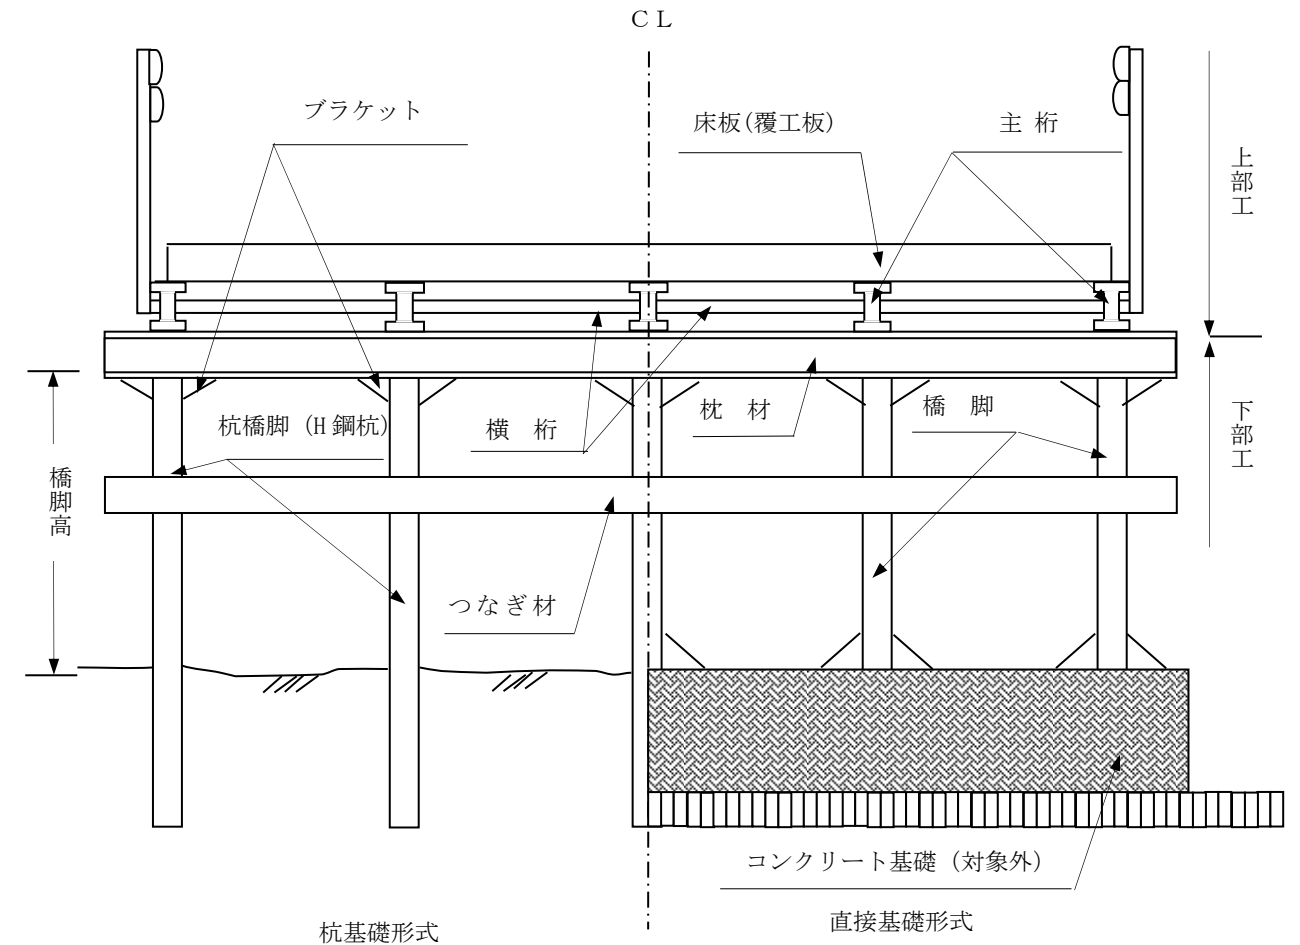 ＣＬ
ブラケット
床板(覆工板)
主 桁
上部工
杭橋脚 (H 鋼杭)
横　桁
枕　材
橋　脚
下部工
橋脚高
つなぎ材
コンクリート基礎 (対象外)
杭基礎形式
直接基礎形式